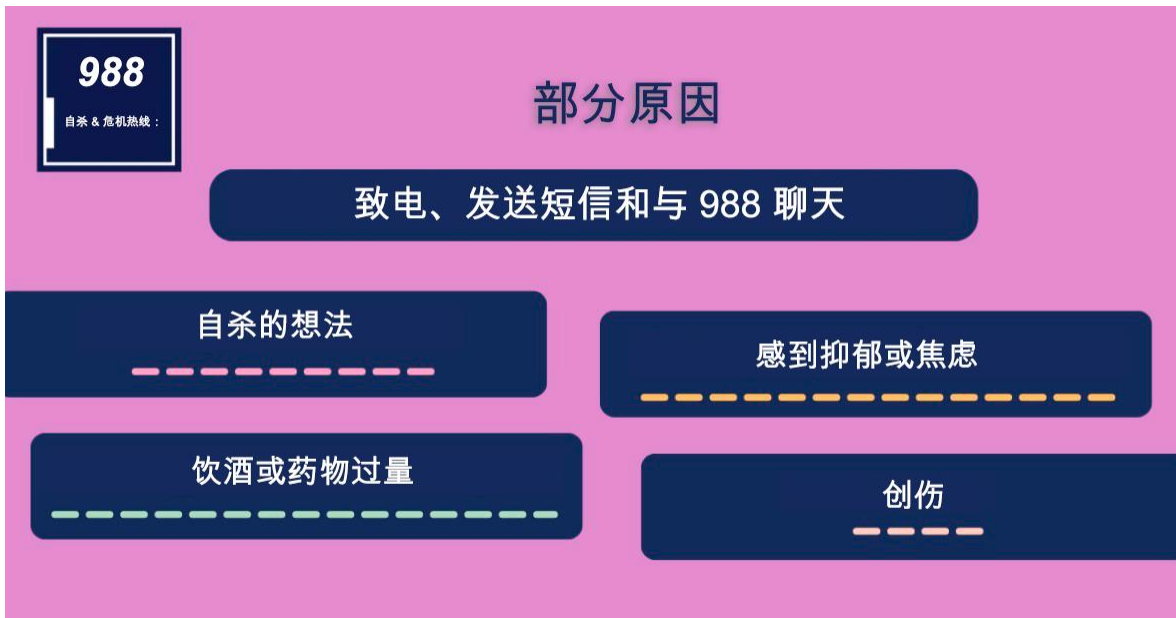 988
自杀 & 危机热线：
部分原因
致电、发送短信和与 988 聊天
自杀的想法
感到抑郁或焦虑
饮酒或药物过量
创伤